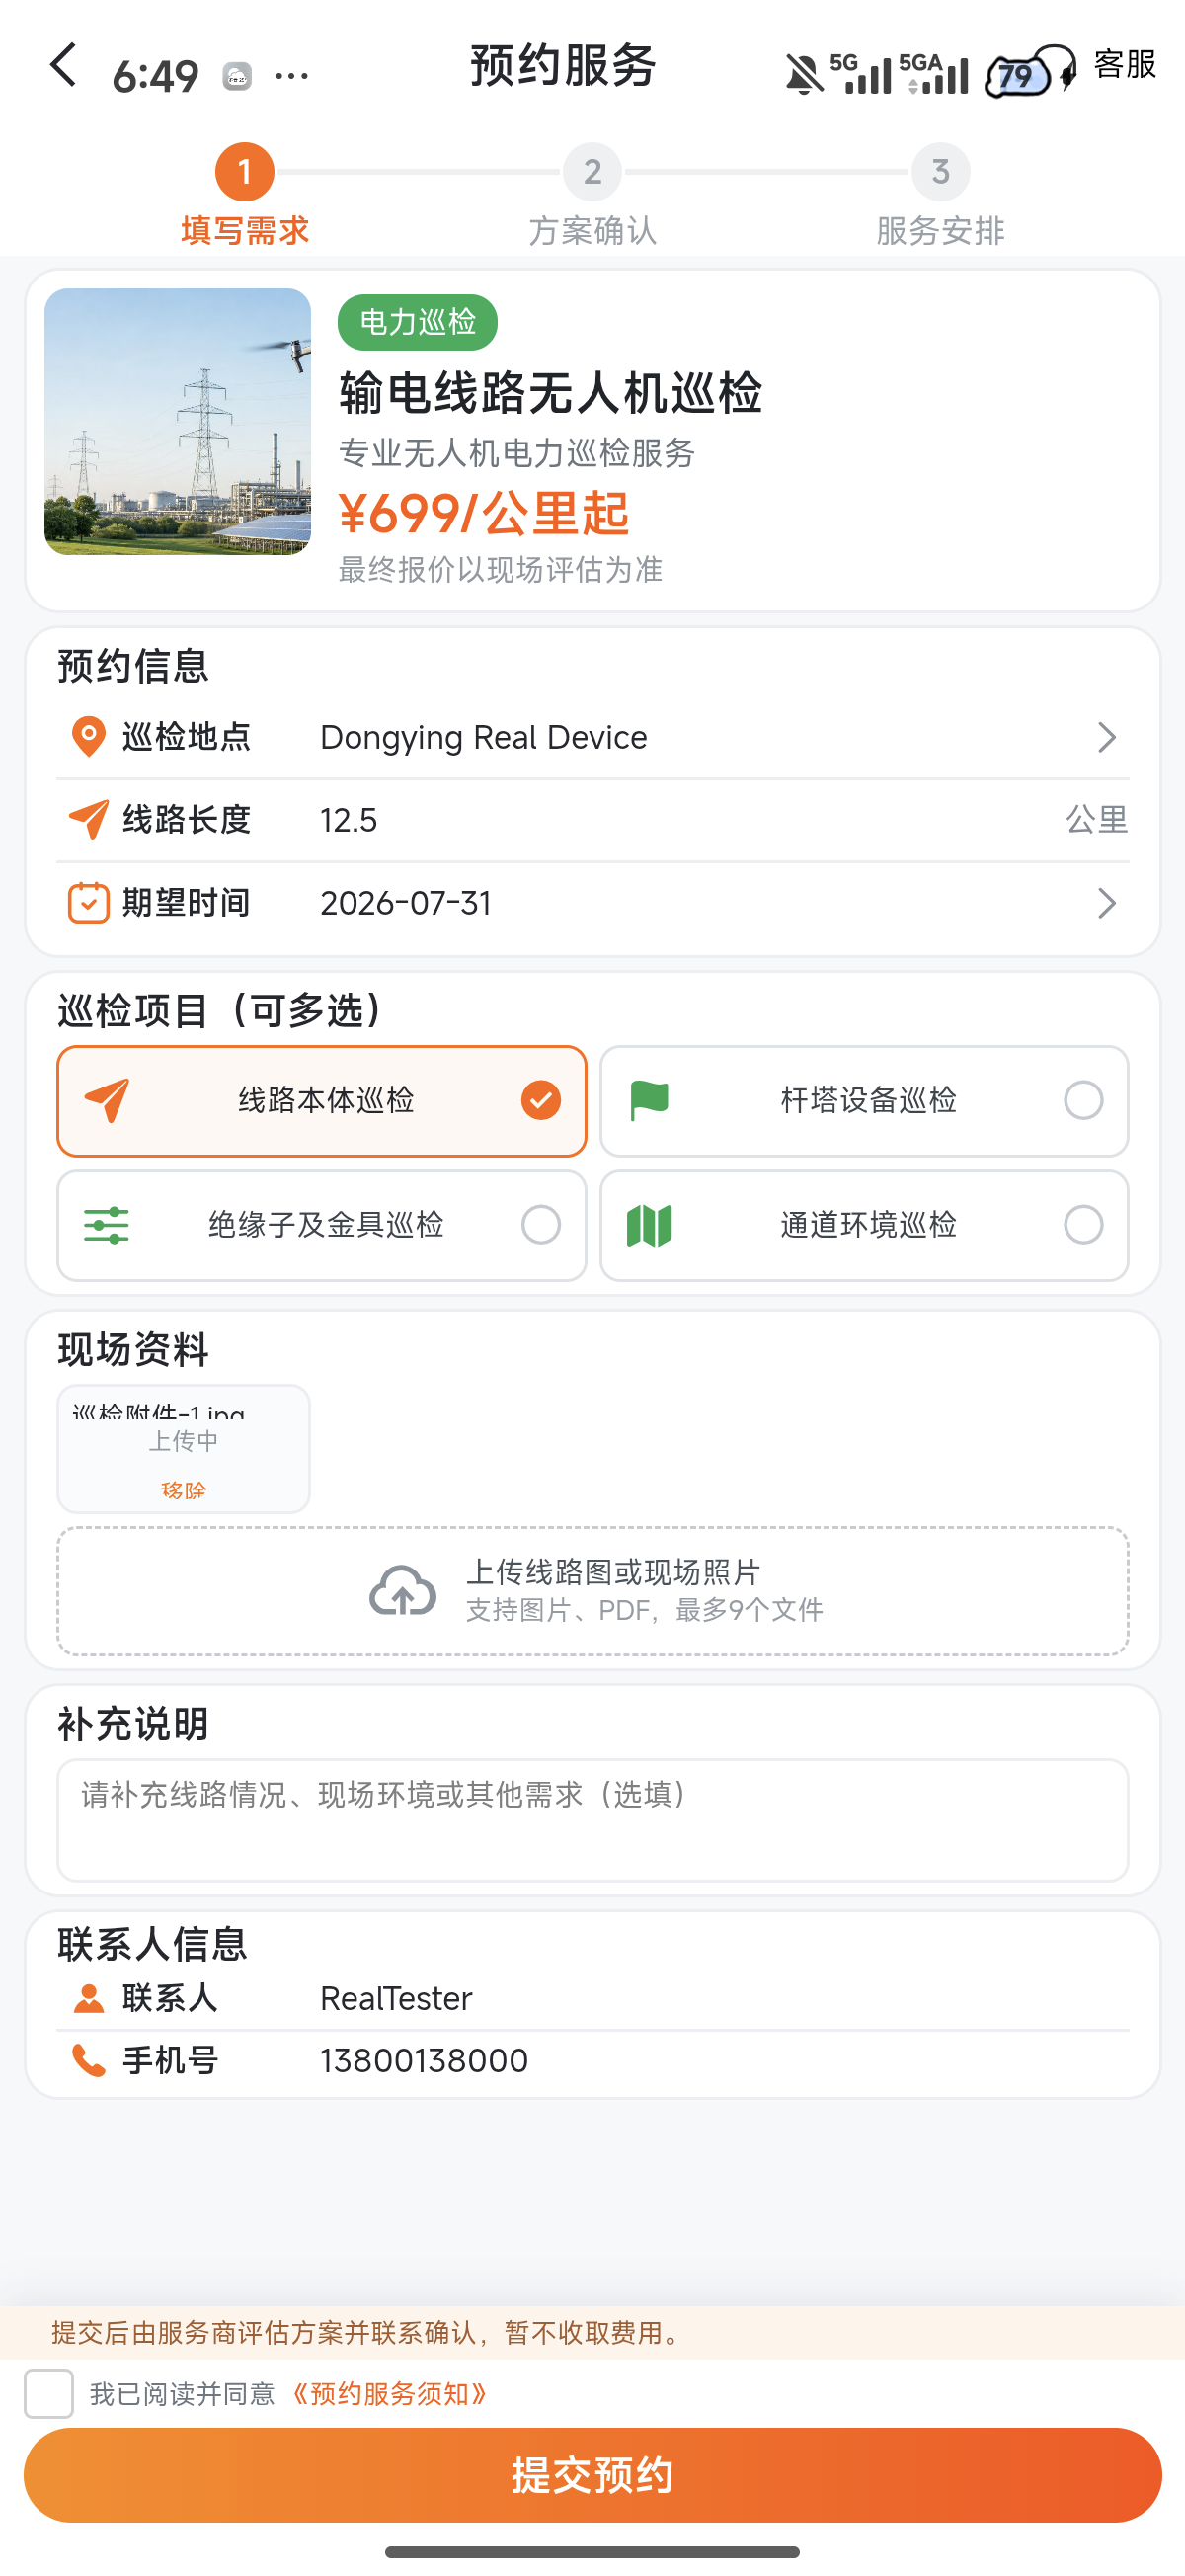 6:49
预约服务
5G
5GA
79
客服
1
2
3
填写需求
方案确认
服务安排
电力巡检
输电线路无人机巡检
专业无人机电力巡检服务
¥699/公里起
最终报价以现场评估为准
预约信息
巡检地点 Dongying Real Device
线路长度 12.5 公里
期望时间 2026-07-31
巡检项目（可多选）
线路本体巡检
杆塔设备巡检
绝缘子及金具巡检
通道环境巡检
现场资料
巡检附件-1.jpg
上传中
移除
上传线路图或现场照片
支持图片、PDF，最多9个文件
补充说明
请补充线路情况、现场环境或其他需求（选填）
联系人信息
联系人 RealTester
手机号 13800138000
提交后由服务商评估方案并联系确认，暂不收取费用。
我已阅读并同意《预约服务须知》
提交预约